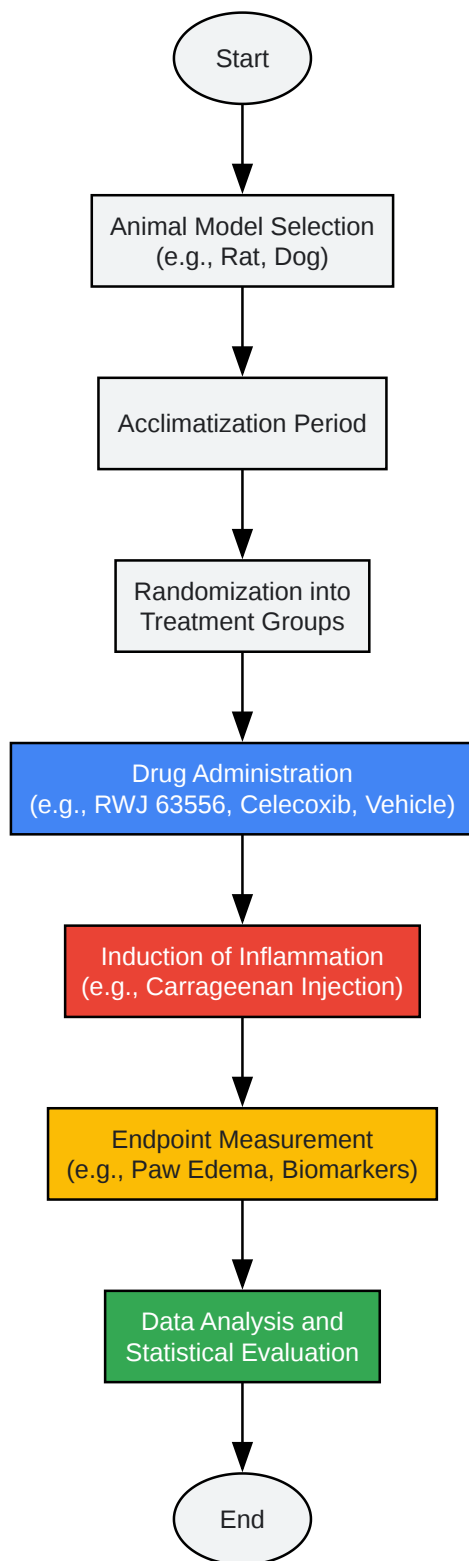 Start
Animal Model Selection
(e.g., Rat, Dog)
Acclimatization Period
Randomization into
Treatment Groups
Drug Administration
(e.g., RWJ 63556, Celecoxib, Vehicle)
Induction of Inflammation
(e.g., Carrageenan Injection)
Endpoint Measurement
(e.g., Paw Edema, Biomarkers)
Data Analysis and
Statistical Evaluation
End